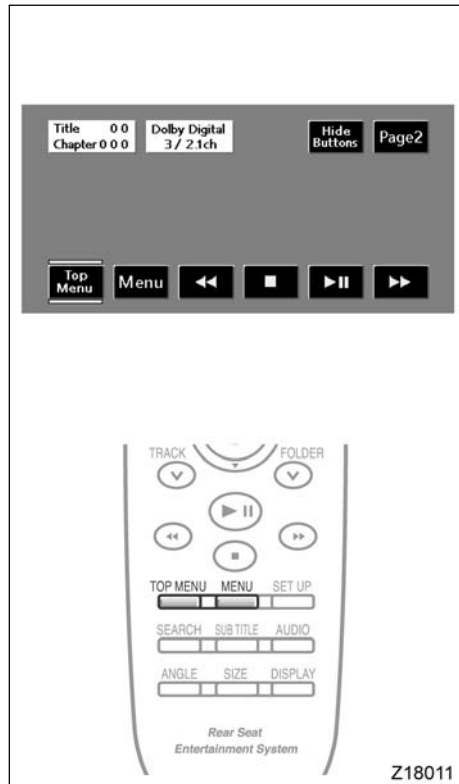 Title 0 0
Chapter 0 0 0
Dolby Digital
3 / 2.1ch
Hide
Buttons
Page2
Top
Menu
Menu
TRACK
FOLDER
TOP MENU MENU SET UP
SEARCH SUB TITLE AUDIO
ANGLE SIZE DISPLAY
Rear Seat
Entertainment System
Z18011